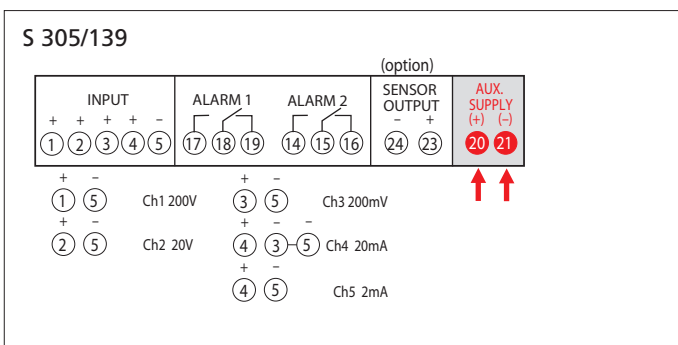 S 305/139
(option)
INPUT
ALARM 1
ALARM 2
SENSOR OUTPUT
AUX. SUPPLY
+ + + + −
− +
(+) (−)
1 2 3 4 5
17 18 19
14 15 16
24 23
20 21
+ −
1 5 Ch1 200V
+ −
3 5 Ch3 200mV
+ −
2 5 Ch2 20V
+ − −
4 3 5 Ch4 20mA
+ −
4 5 Ch5 2mA